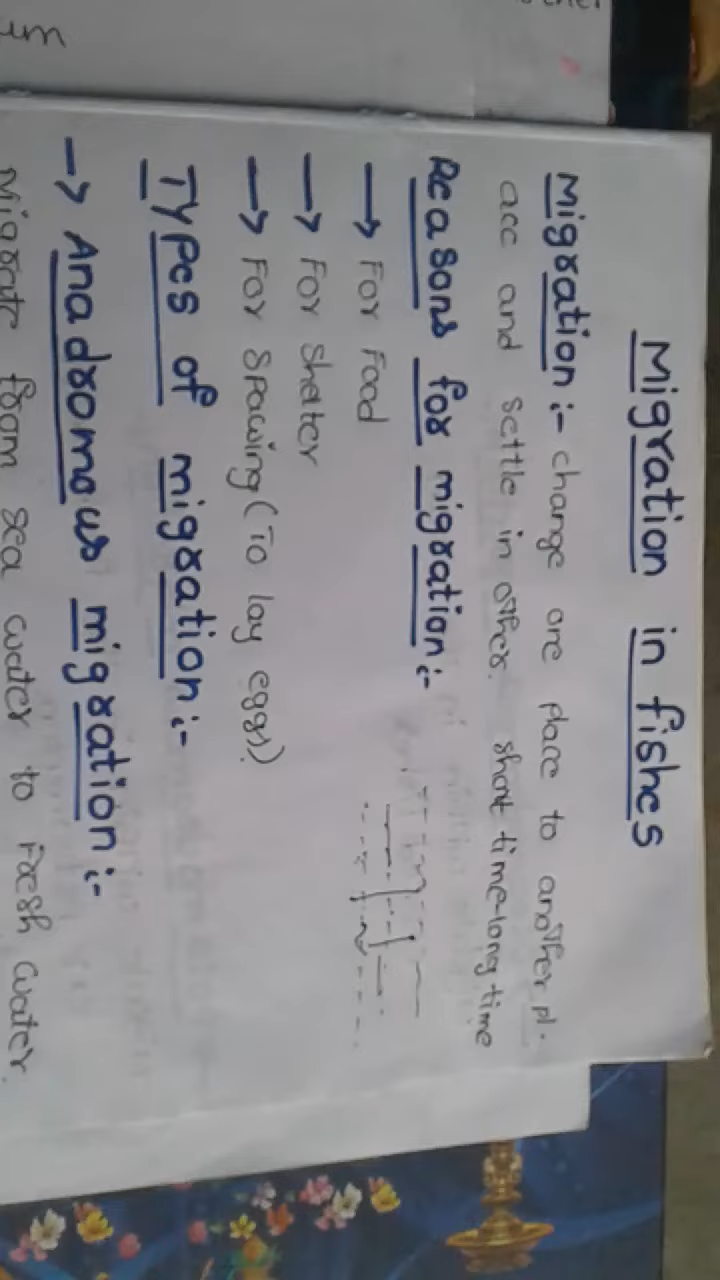 Migration in fishes
Migration :- change one place to another pl-
ace and settle in other. short time-long time
Reasons for migration :-
→ For Food
→ For Shelter
→ For Spawing (To lay eggs).
Types of migration :-
→ Anadromous migration :-
Migrate from sea water to Fresh water.